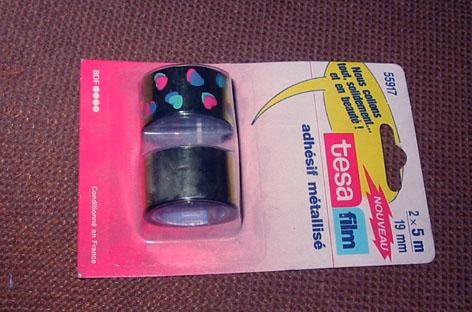 55917
2 x 5 m
19 mm
NOUVEAU
Nous collons
tout, solidement...
et en beauté !
tesa
film
adhésif métallisé
BDF
Conditionné en France